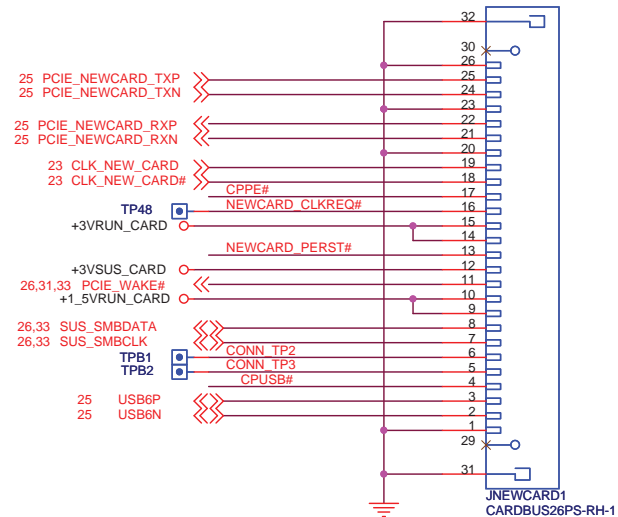 32
30
26
25 PCIE_NEWCARD_TXP 25
25 PCIE_NEWCARD_TXN 24
23
25 PCIE_NEWCARD_RXP 22
25 PCIE_NEWCARD_RXN 21
20
23 CLK_NEW_CARD 19
23 CLK_NEW_CARD# 18
CPPE# 17
TP48 NEWCARD_CLKREQ# 16
+3VRUN_CARD 15
14
NEWCARD_PERST# 13
+3VSUS_CARD 12
26,31,33 PCIE_WAKE# 11
+1_5VRUN_CARD 10
9
26,33 SUS_SMBDATA 8
26,33 SUS_SMBCLK 7
TPB1 CONN_TP2 6
TPB2 CONN_TP3 5
CPUSB# 4
25 USB6P 3
25 USB6N 2
1
29
31
JNEWCARD1
CARDBUS26PS-RH-1